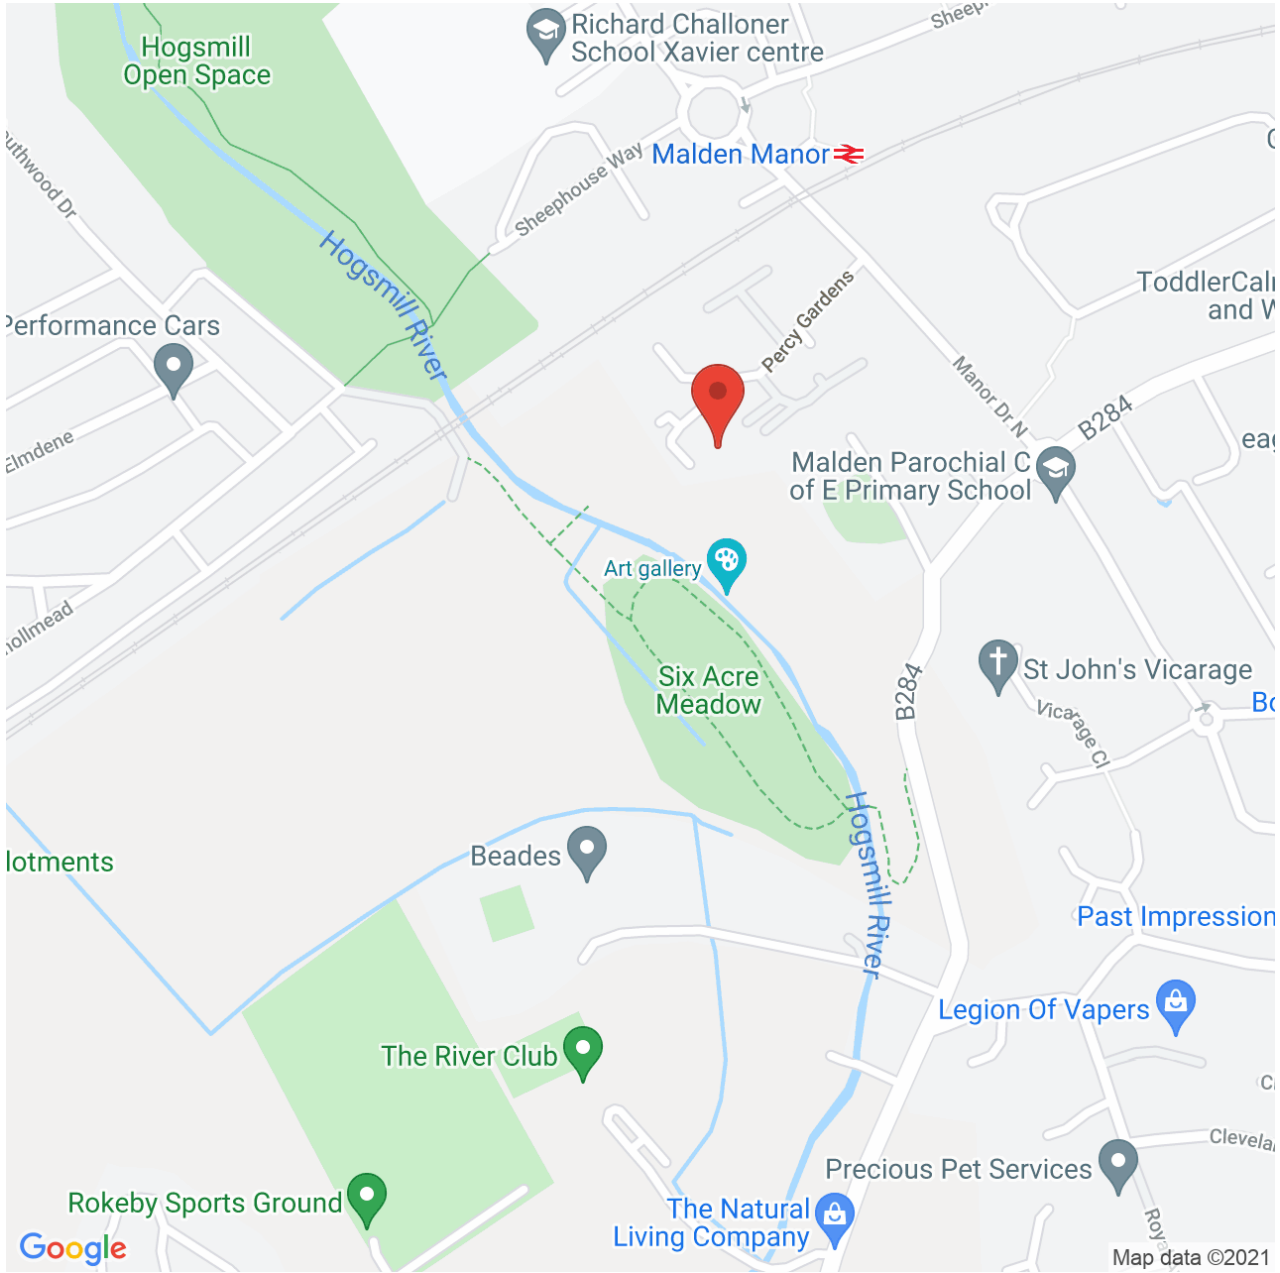 Richard Challoner
School Xavier centre
Hogsmill
Open Space
Malden Manor
Sheephouse Way
Hogsmill River
ToddlerCal
and W
Performance Cars
Percy Gardens
Manor Dr N
B284
Elmdene
Malden Parochial C
of E Primary School
Art gallery
St John's Vicarage
Six Acre
Meadow
B284
Vicarage Cl
Hogsmill River
lotments
Beades
Past Impression
Legion Of Vapers
The River Club
Precious Pet Services
Rokeby Sports Ground
The Natural
Living Company
Google
Map data ©2021